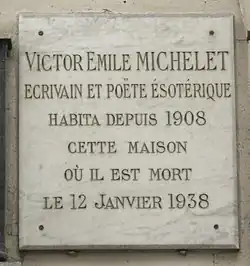 VICTOR EMILE MICHELET
ECRIVAIN ET POËTE ÉSOTÉRIQUE
HABITA DEPUIS 1908
CETTE MAISON
OÙ IL EST MORT
LE 12 JANVIER 1938